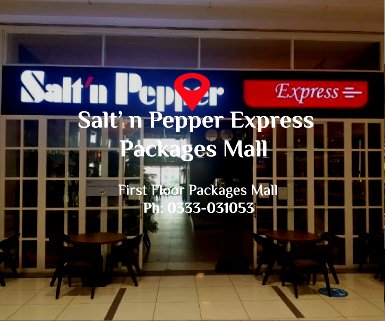 Salt'n Pepper Express
Salt' n Pepper Express
Packages Mall
First Floor Packages Mall
Ph: 0333-031053